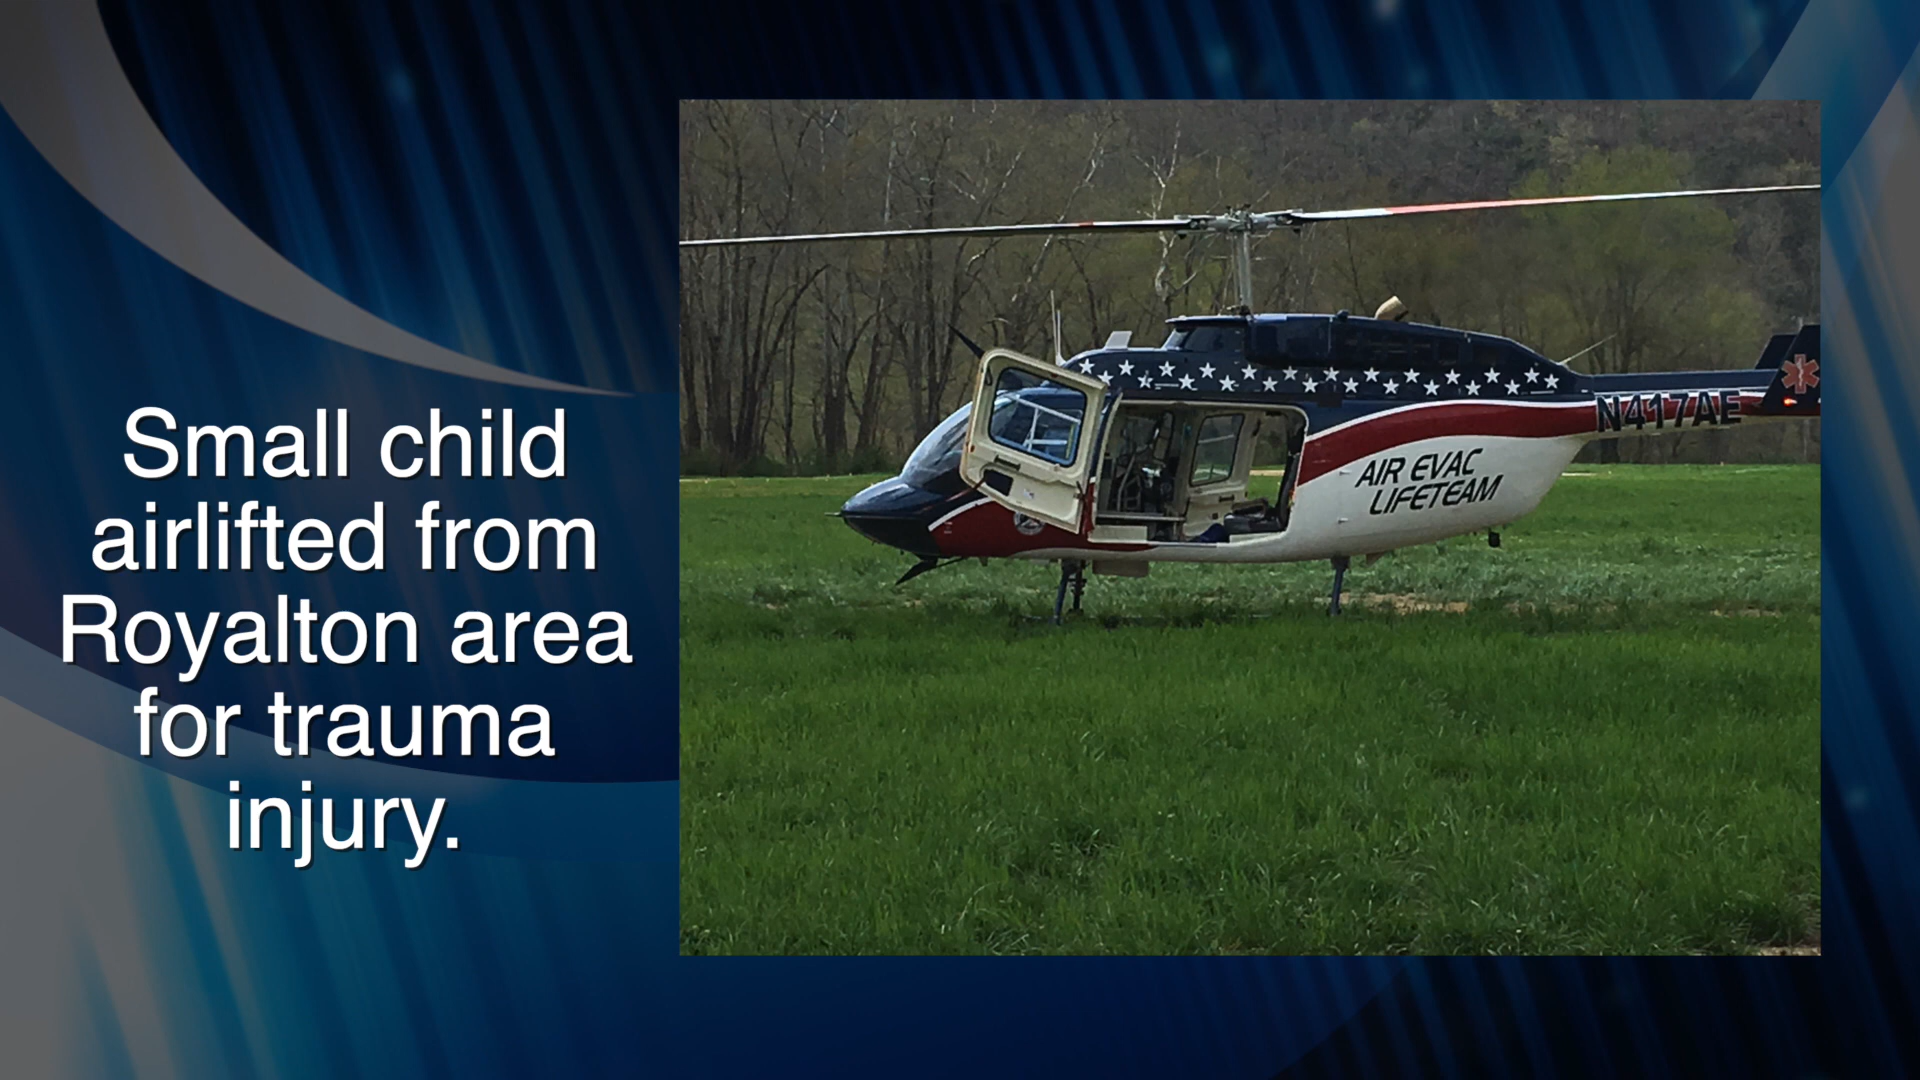 Small child
airlifted from
Royalton area
for trauma
injury.
N417AE
AIR EVAC
LIFETEAM